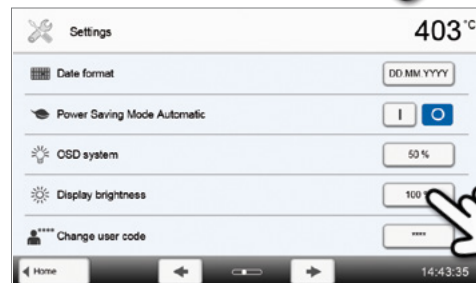 Settings
403 °C
Date format
DD.MM.YYYY
Power Saving Mode Automatic
I O
OSD system
50 %
Display brightness
100 %
Change user code
****
Home
14:43:35